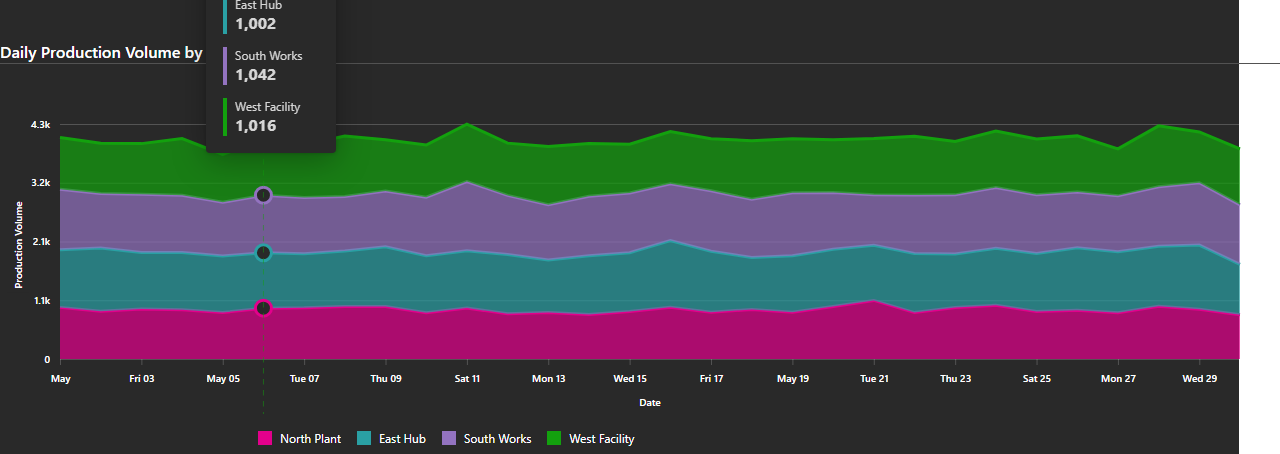 East Hub
1,002
Daily Production Volume by
South Works
1,042
West Facility
1,016
4.3k
3.2k
2.1k
1.1k
0
Production Volume
May
Fri 03
May 05
Tue 07
Thu 09
Sat 11
Mon 13
Wed 15
Fri 17
May 19
Tue 21
Thu 23
Sat 25
Mon 27
Wed 29
Date
North Plant
East Hub
South Works
West Facility